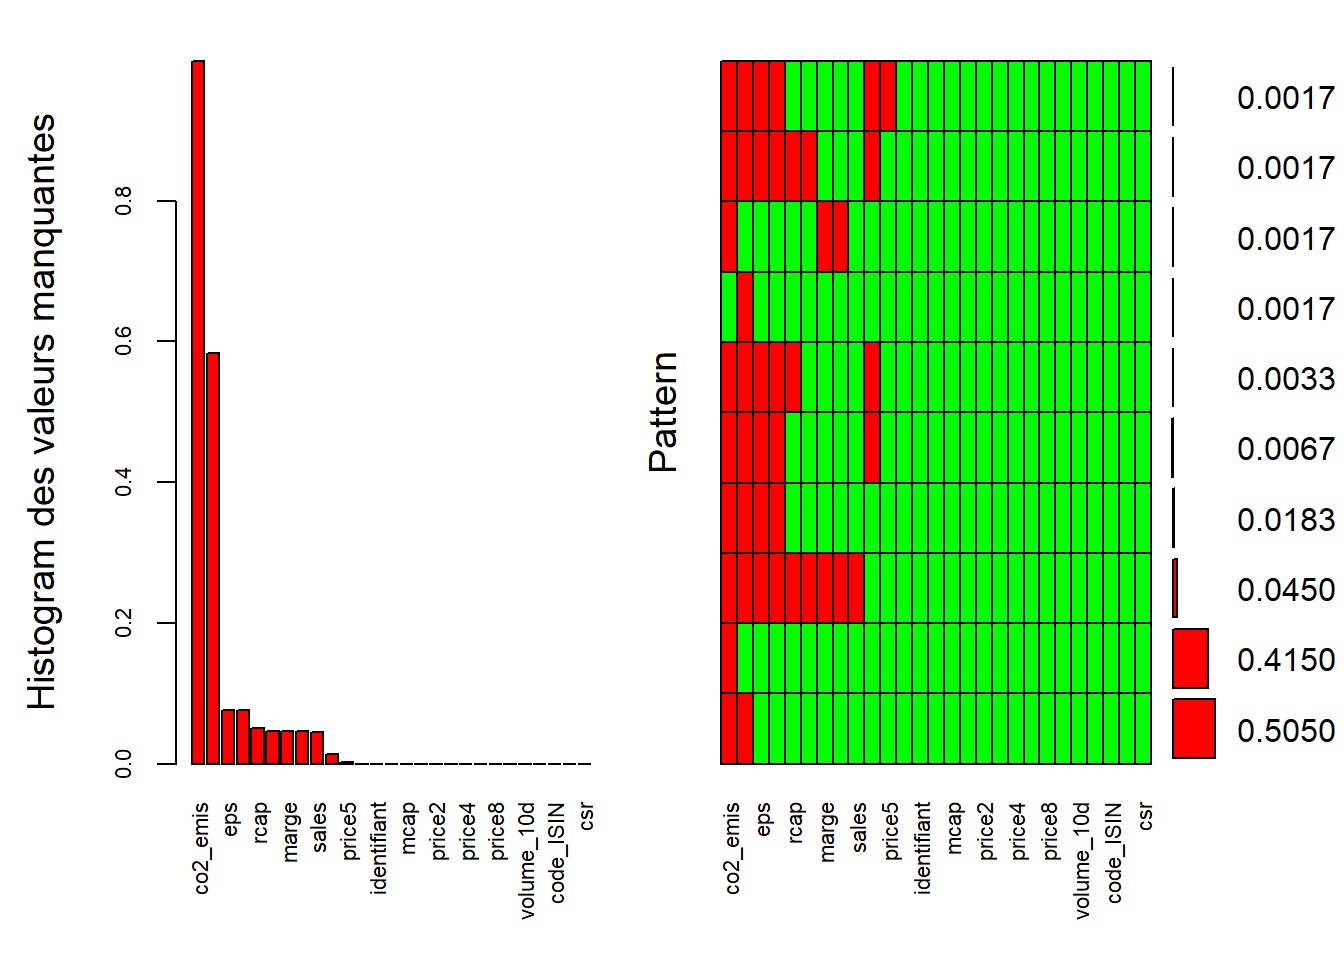 Histogram des valeurs manquantes
0.0
0.2
0.4
0.6
0.8
co2_emis
eps
rcap
marge
sales
price5
identifiant
mcap
price2
price4
price8
volume_10d
code_ISIN
csr
Pattern
co2_emis
eps
rcap
marge
sales
price5
identifiant
mcap
price2
price4
price8
volume_10d
code_ISIN
csr
0.0017
0.0017
0.0017
0.0017
0.0033
0.0067
0.0183
0.0450
0.4150
0.5050